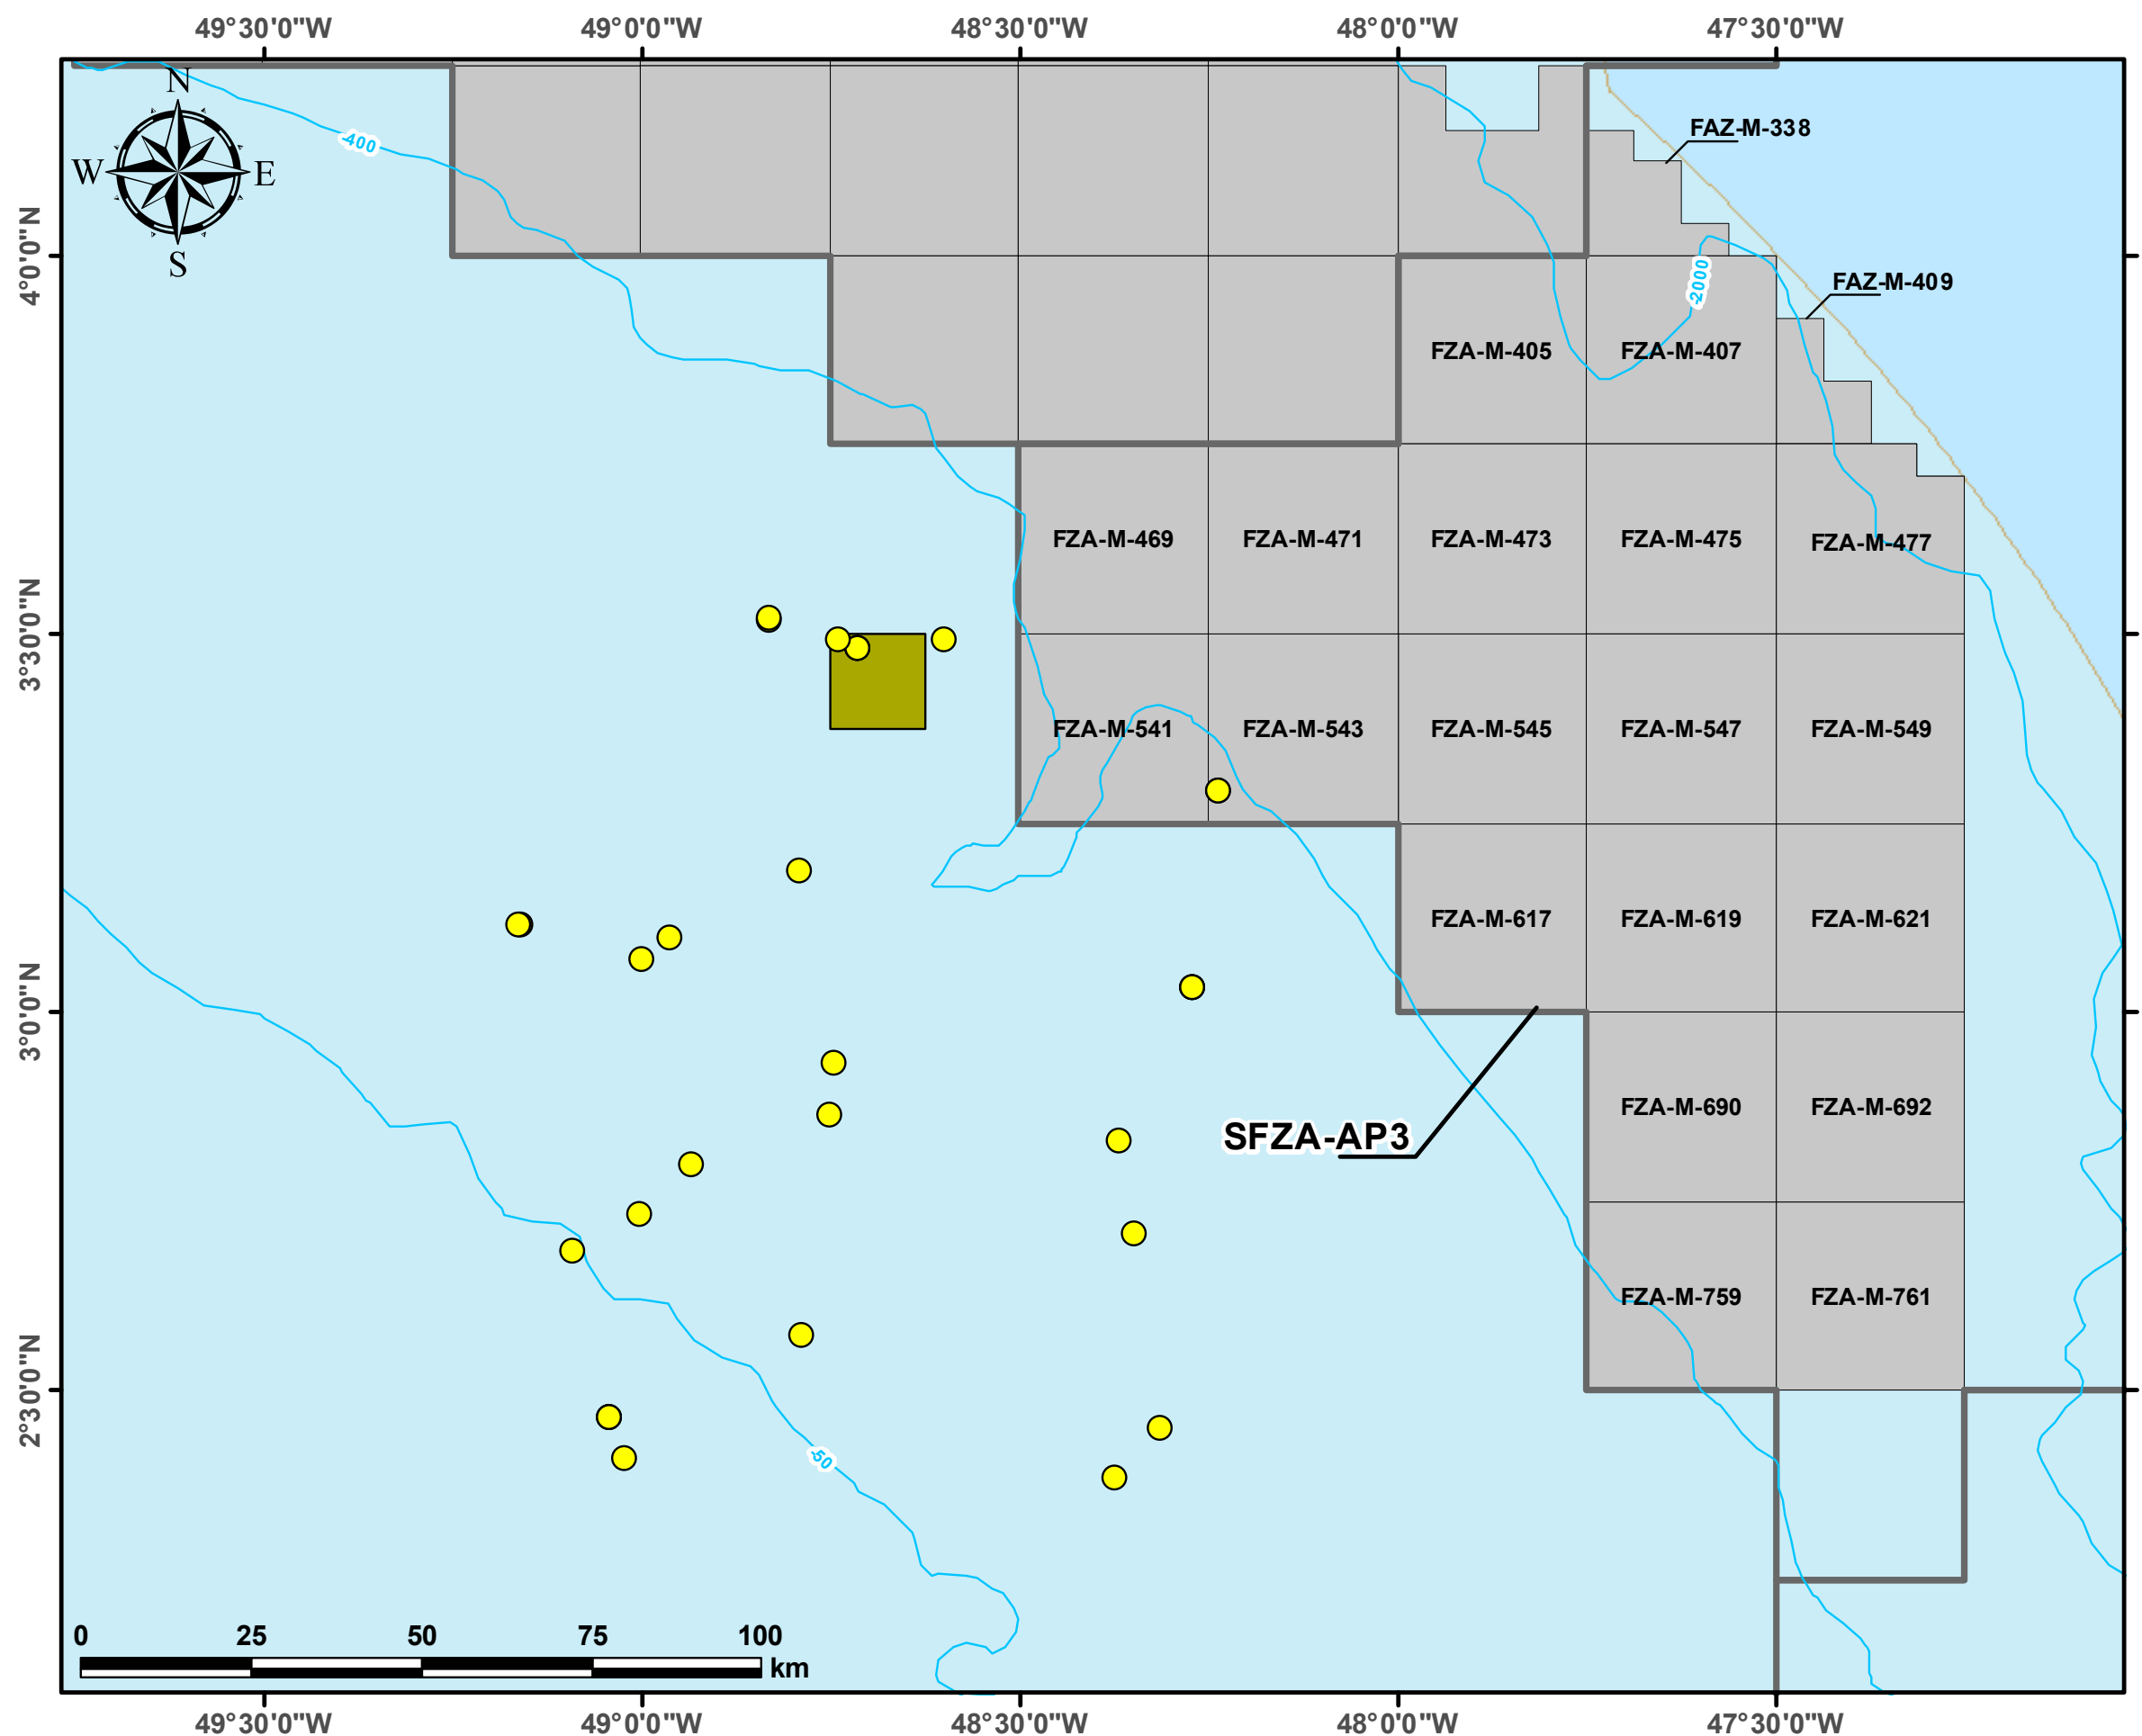 49°30'0"W 49°0'0"W 48°30'0"W 48°0'0"W 47°30'0"W
N
W E
S
-400
FAZ-M-338
4°0'0"N
-2000
FAZ-M-409
FZA-M-405 FZA-M-407
FZA-M-469 FZA-M-471 FZA-M-473 FZA-M-475 FZA-M-477
3°30'0"N
FZA-M-541 FZA-M-543 FZA-M-545 FZA-M-547 FZA-M-549
FZA-M-617 FZA-M-619 FZA-M-621
3°0'0"N
FZA-M-690 FZA-M-692
SFZA-AP3
FZA-M-759 FZA-M-761
2°30'0"N
-50
0 25 50 75 100
km
49°30'0"W 49°0'0"W 48°30'0"W 48°0'0"W 47°30'0"W